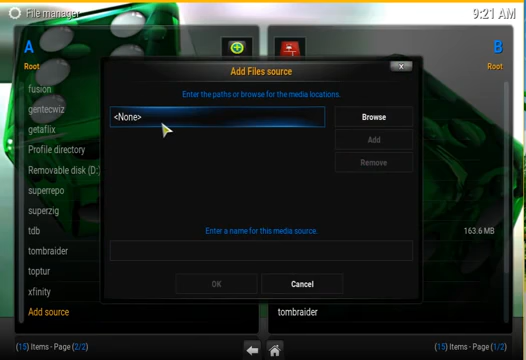 File manager
9:21 AM
A
B
Root
Root
fusion
gentecwiz
getaflix
Profile directory
Removable disk (D:)
superrepo
superzig
tdb
tombraider
toptur
xfinity
Add source
Add Files source
x
Enter the paths or browse for the media locations.
<None>
Browse
Add
Remove
Enter a name for this media source.
OK
Cancel
163.6 MB
tombraider
(15) Items - Page (2/2)
(15) Items - Page (1/2)